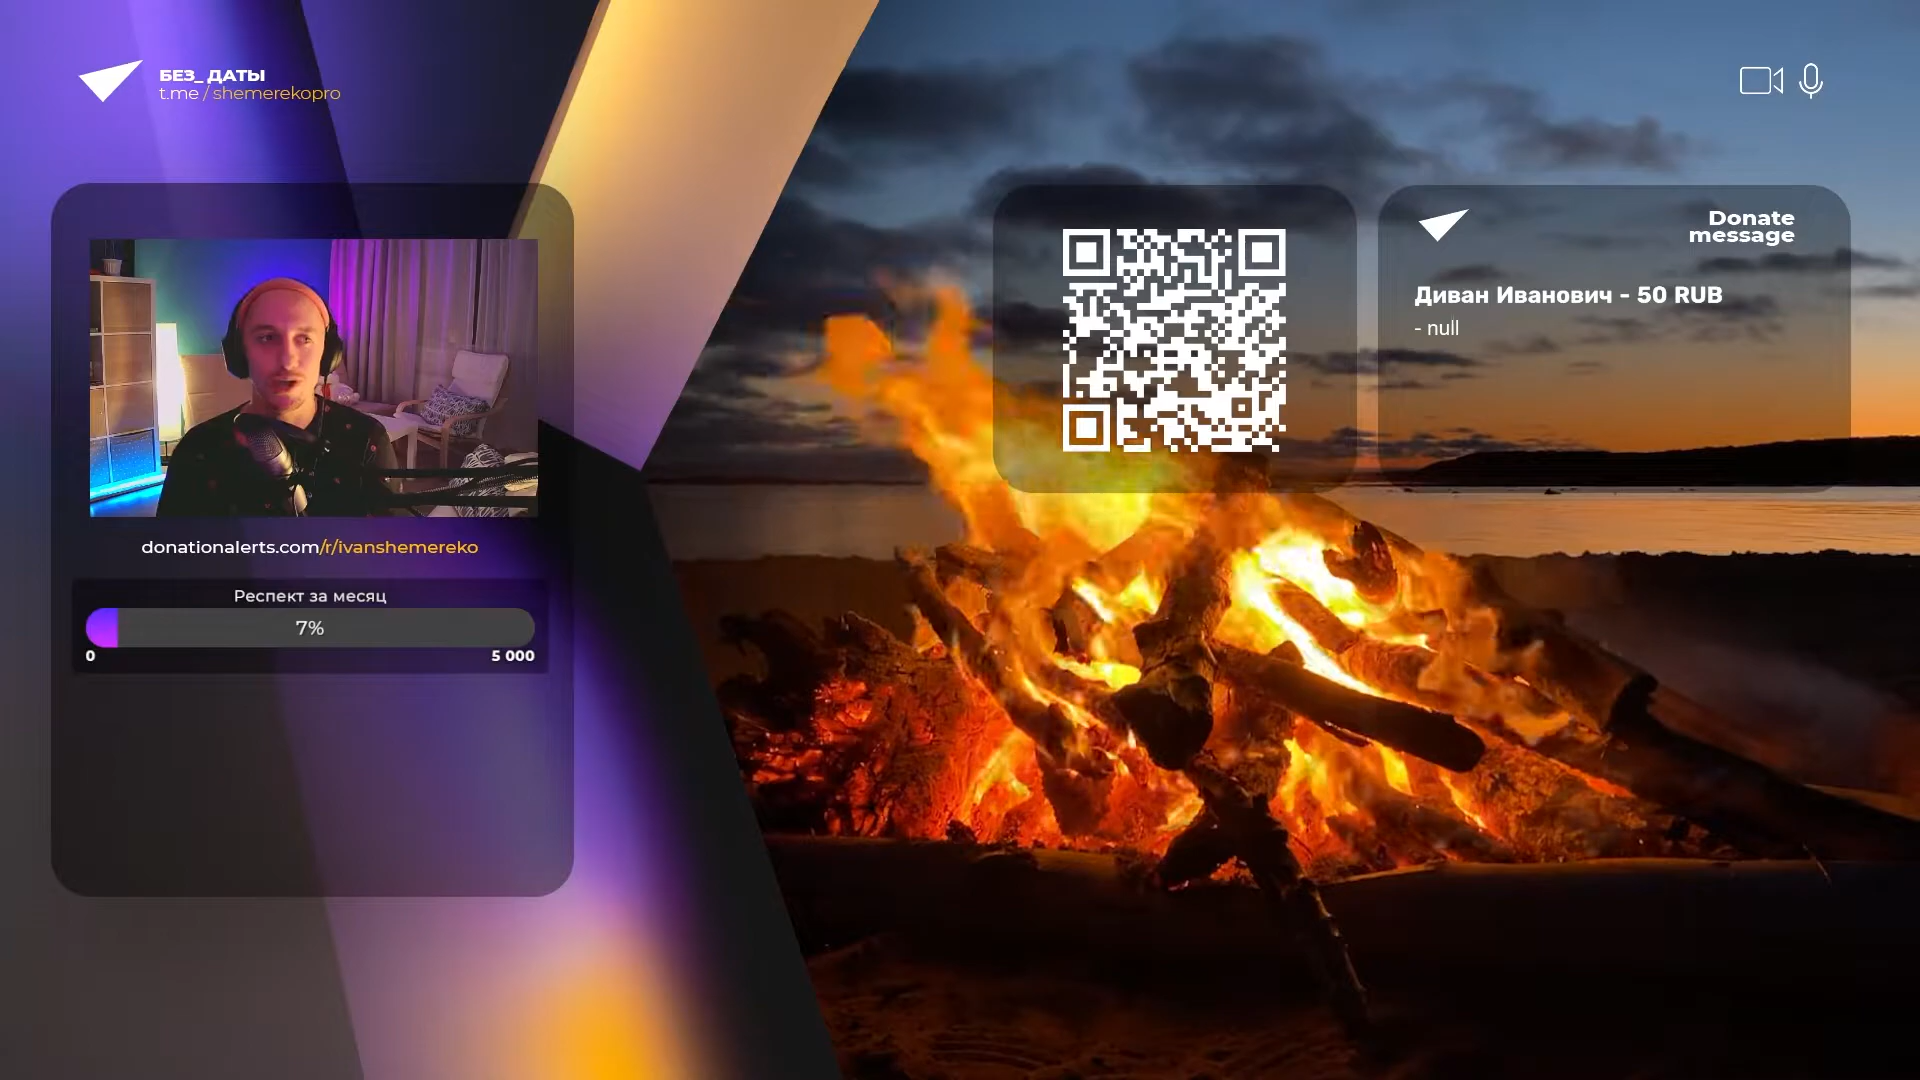 БЕЗ_ДАТЫ
t.me / shemerekopro
Donate
message
Диван Иванович - 50 RUB
- null
donationalerts.com/r/ivanshemereko
Респект за месяц
7%
0
5 000